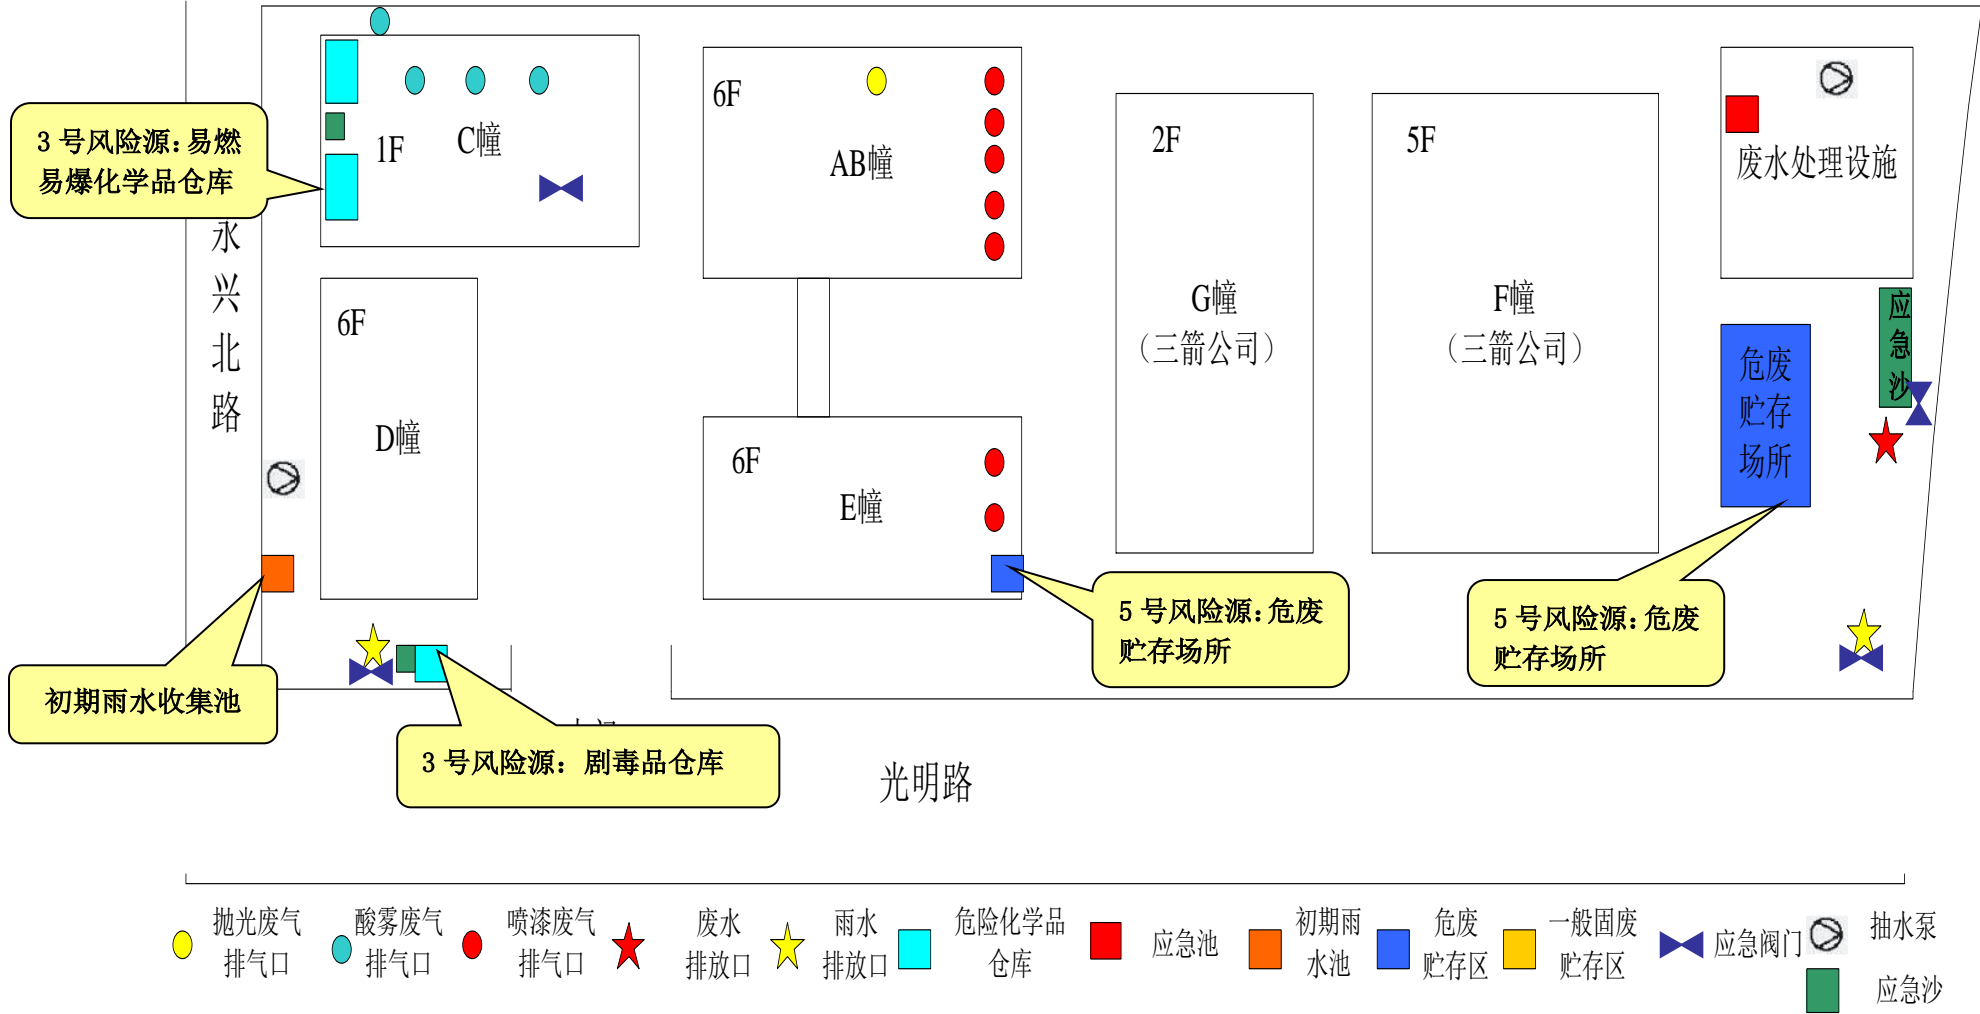 3 号风险源：易燃
易爆化学品仓库
永
兴
北
路
1F
C幢
6F
AB幢
2F
G幢
（三箭公司）
5F
F幢
（三箭公司）
废水处理设施
应
急
沙
危废
贮存
场所
6F
D幢
6F
E幢
5 号风险源：危废
贮存场所
5 号风险源：危废
贮存场所
初期雨水收集池
3 号风险源：剧毒品仓库
光明路
抛光废气
排气口
酸雾废气
排气口
喷漆废气
排气口
废水
排放口
雨水
排放口
危险化学品
仓库
应急池
初期雨
水池
危废
贮存区
一般固废
贮存区
应急阀门
抽水泵
应急沙